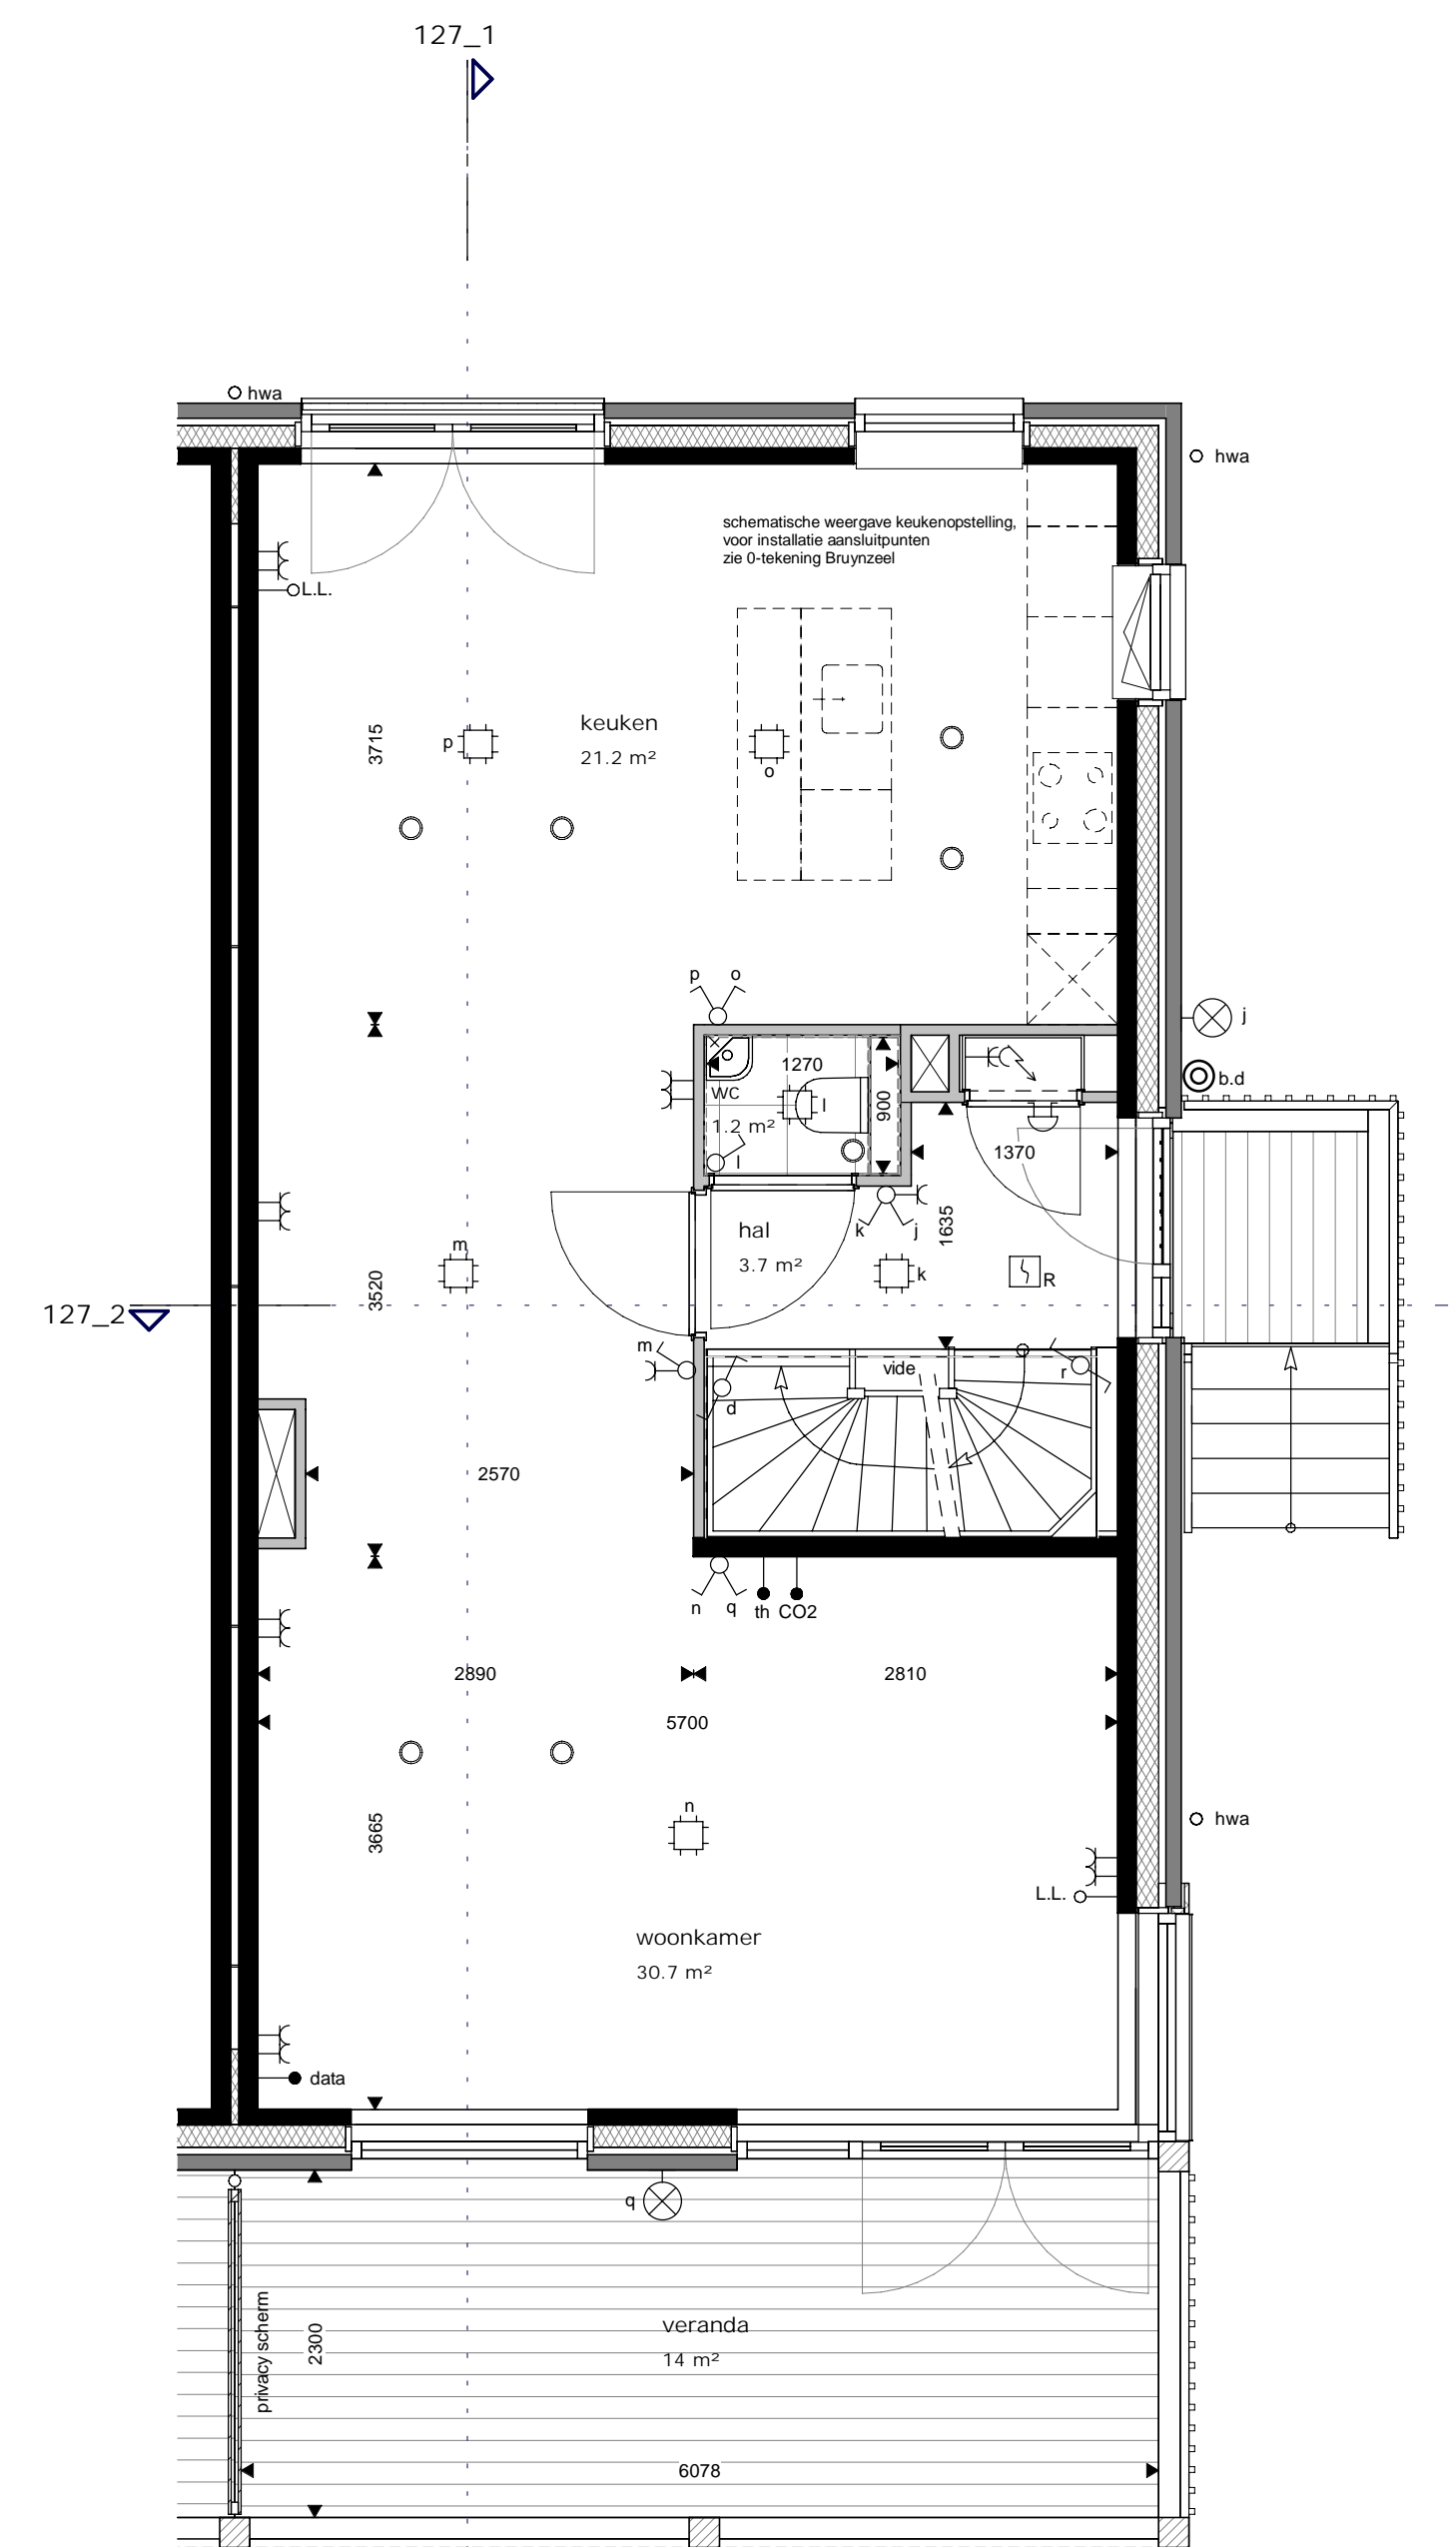 127_1
hwa
hwa
schematische weergave keukenopstelling,
voor installatie aansluitpunten
zie 0-tekening Bruynzeel
L.L.
keuken
21.2 m²
3715
p
o
p o
j
b.d
1270
wc
1.2 m²
l
900
l
1370
hal
3.7 m²
k j
1635
m
k
R
3520
127_2
m
vide
r
d
2570
n q th CO2
2890
2810
5700
n
3665
hwa
L.L.
woonkamer
30.7 m²
data
q
veranda
14 m²
privacy scherm
2300
6078